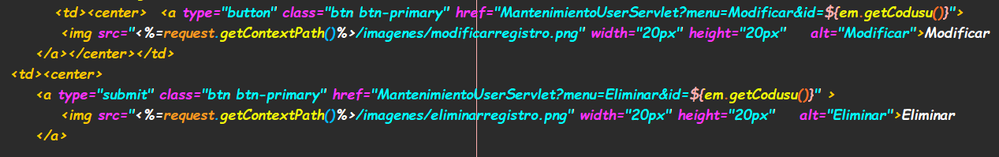 <td><center>  <a type="button" class="btn btn-primary" href="MantenimientoUserServlet?menu=Modificar&id=${em.getCodusu()}">
<img src="<%=request.getContextPath()%>/imagenes/modificarregistro.png" width="20px" height="20px"   alt="Modificar">Modificar
</a></center></td>
<td><center>
<a type="submit" class="btn btn-primary" href="MantenimientoUserServlet?menu=Eliminar&id=${em.getCodusu()}" >
<img src="<%=request.getContextPath()%>/imagenes/eliminarregistro.png" width="20px" height="20px"   alt="Eliminar">Eliminar
</a>